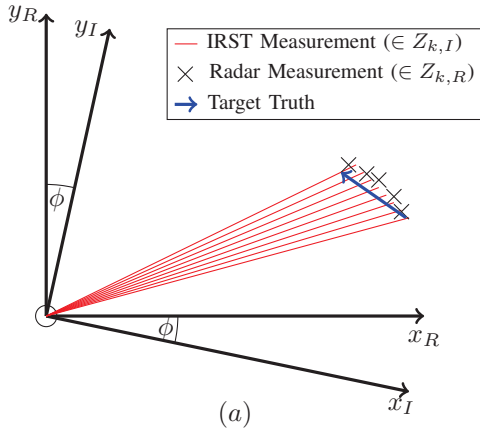 y_R
y_I
IRST Measurement (∈ Z_{k,I})
Radar Measurement (∈ Z_{k,R})
Target Truth
ϕ
ϕ
x_R
x_I
(a)